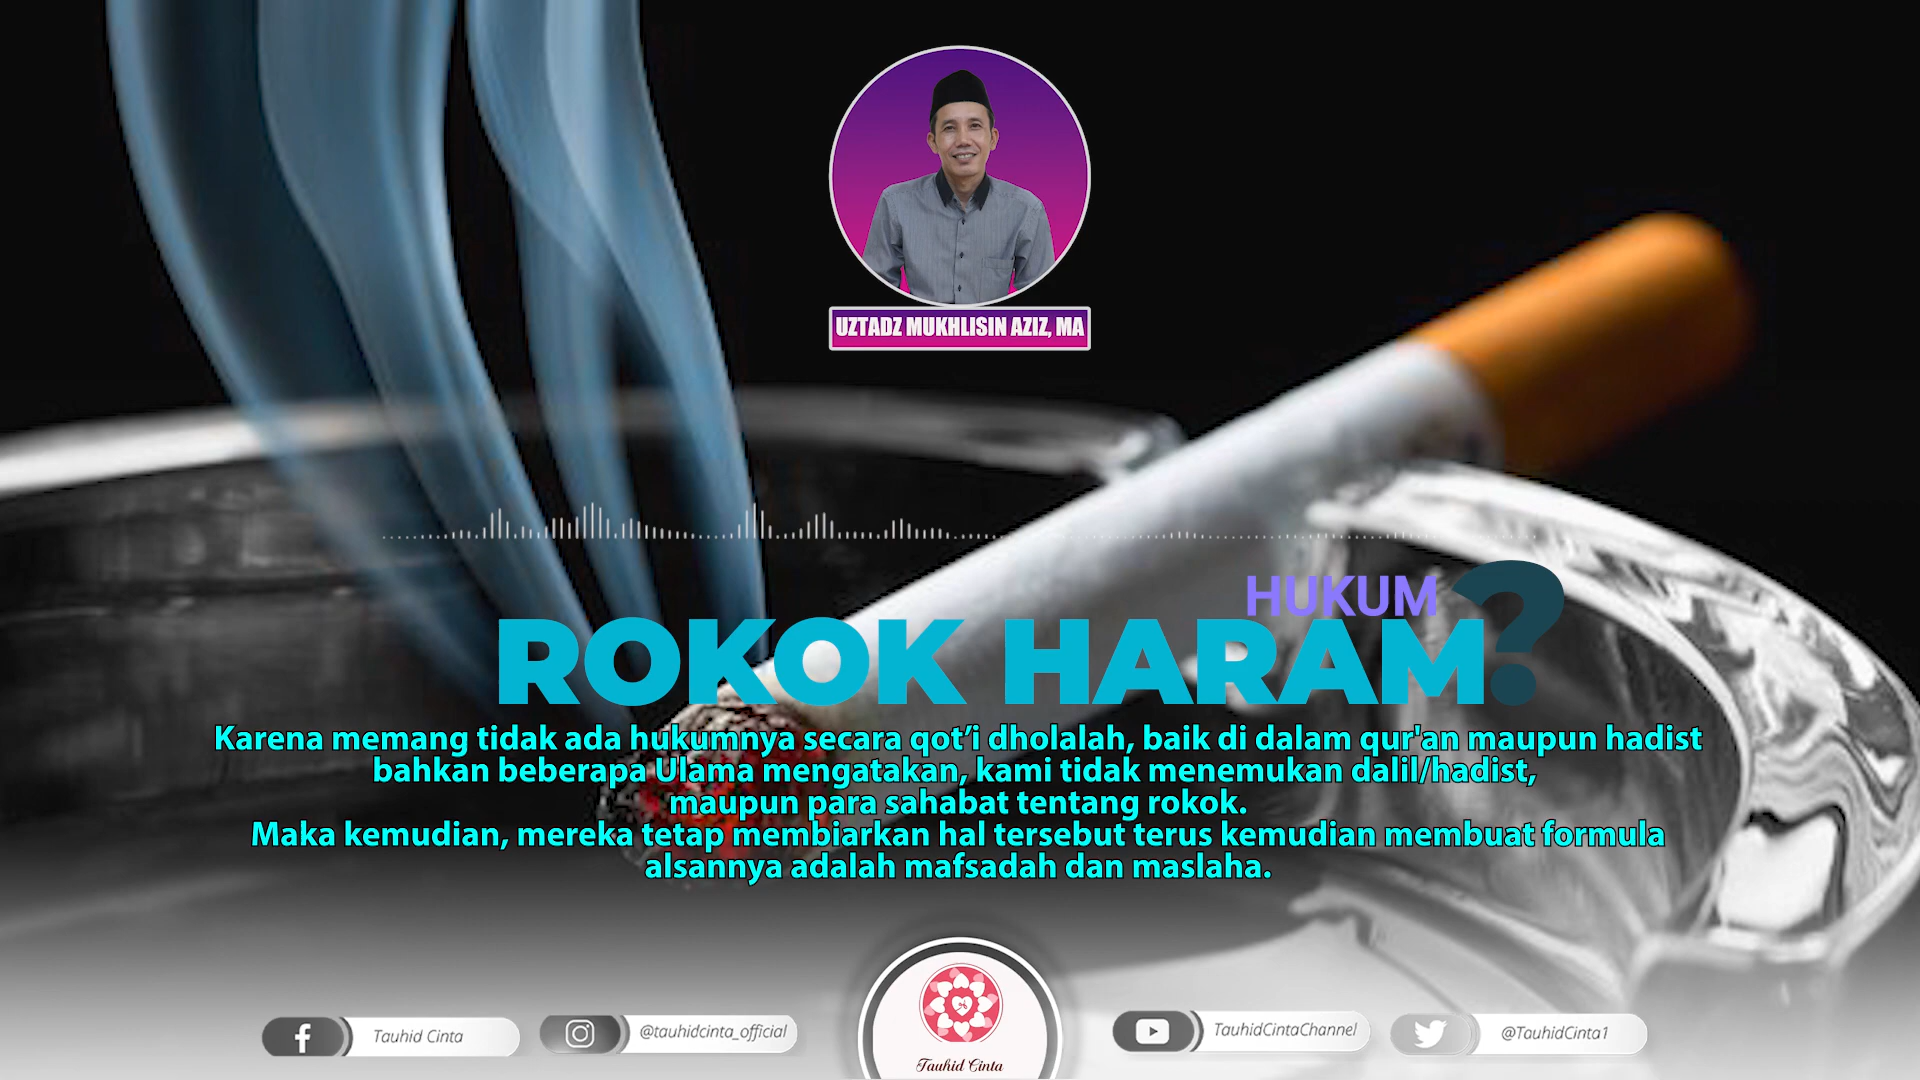 UZTADZ MUKHLISIN AZIZ, MA
HUKUM
ROKOK HARAM?
Karena memang tidak ada hukumnya secara qot’i dholalah, baik di dalam qur'an maupun hadist
bahkan beberapa Ulama mengatakan, kami tidak menemukan dalil/hadist,
maupun para sahabat tentang rokok.
Maka kemudian, mereka tetap membiarkan hal tersebut terus kemudian membuat formula
alsannya adalah mafsadah dan maslaha.
Tauhid Cinta
@tauhidcinta_official
Tauhid Cinta
TauhidCintaChannel
@TauhidCinta1